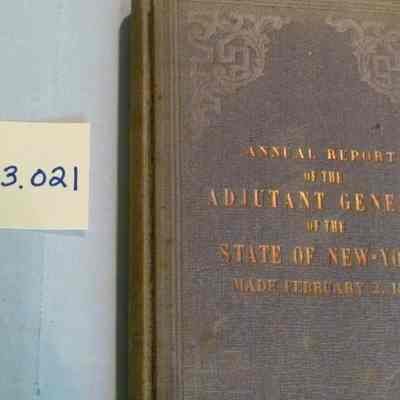 3.021
ANNUAL REPORT
OF THE
ADJUTANT GENE
OF THE
STATE OF NEW-YO
MADE FEBRUARY 2, 1